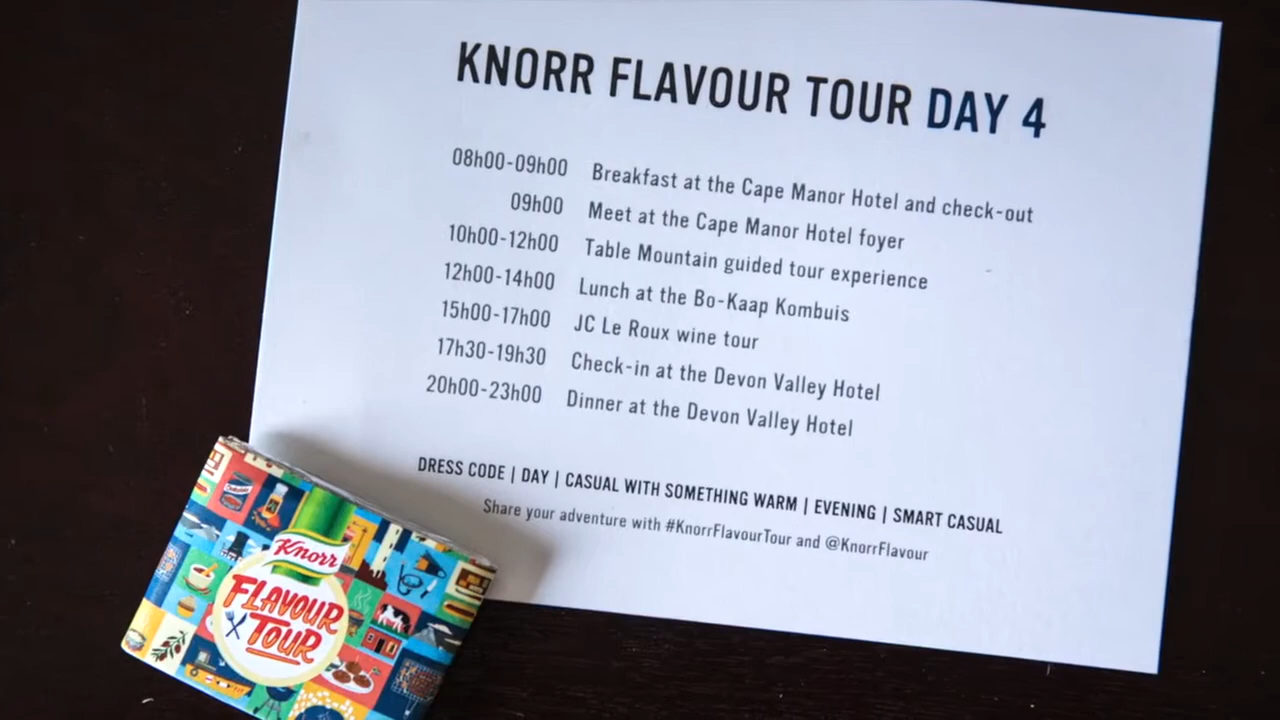 KNORR FLAVOUR TOUR DAY 4
08h00-09h00 Breakfast at the Cape Manor Hotel and check-out
09h00 Meet at the Cape Manor Hotel foyer
10h00-12h00 Table Mountain guided tour experience
12h00-14h00 Lunch at the Bo-Kaap Kombuis
15h00-17h00 JC Le Roux wine tour
17h30-19h30 Check-in at the Devon Valley Hotel
20h00-23h00 Dinner at the Devon Valley Hotel
DRESS CODE | DAY | CASUAL WITH SOMETHING WARM | EVENING | SMART CASUAL
Share your adventure with #KnorrFlavourTour and @KnorrFlavour
Knorr
FLAVOUR
TOUR